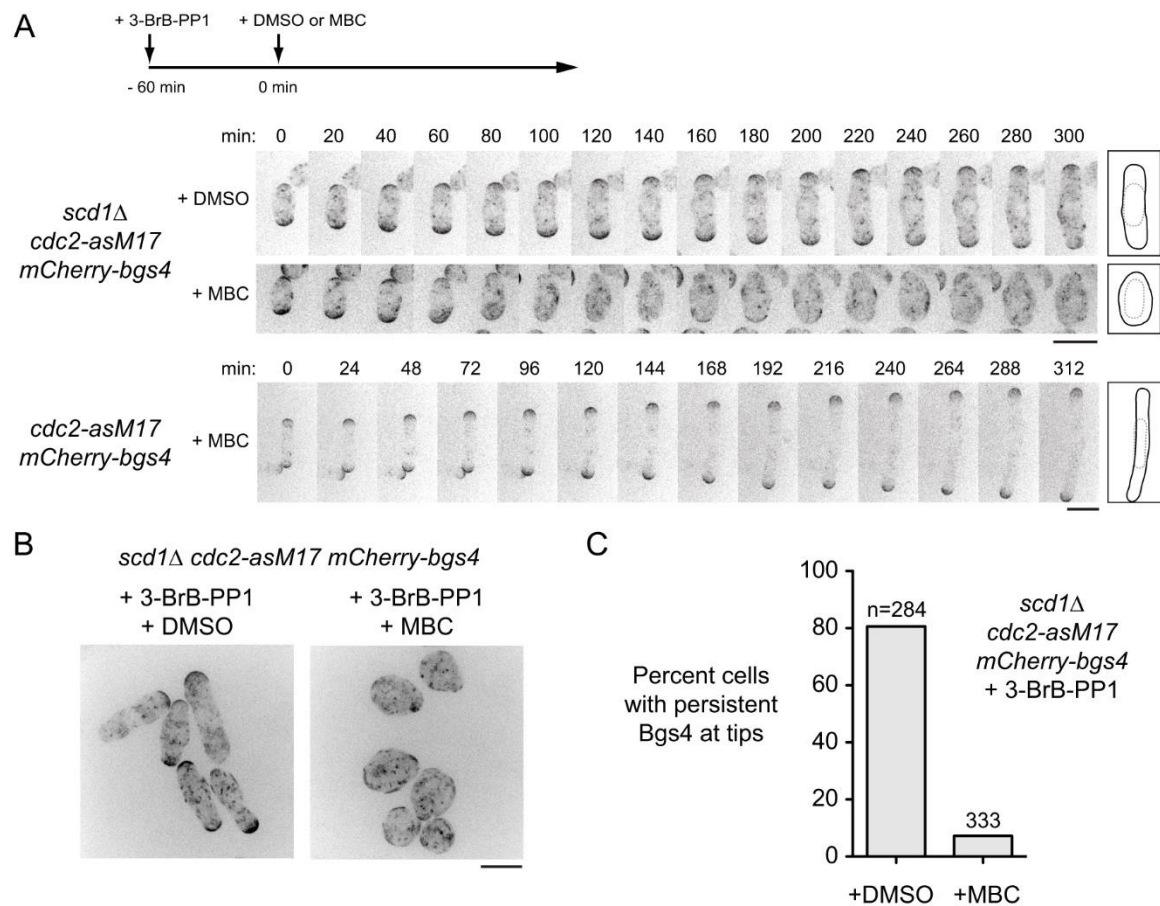 A
+ 3-BrB-PP1
+ DMSO or MBC
- 60 min
0 min
min: 0 20 40 60 80 100 120 140 160 180 200 220 240 260 280 300
scd1Δ
cdc2-asM17
mCherry-bgs4
+ DMSO
+ MBC
min: 0 24 48 72 96 120 144 168 192 216 240 264 288 312
cdc2-asM17
mCherry-bgs4
+ MBC
B
scd1Δ cdc2-asM17 mCherry-bgs4
+ 3-BrB-PP1
+ DMSO
+ 3-BrB-PP1
+ MBC
C
Percent cells
with persistent
Bgs4 at tips
100
80
60
40
20
0
n=284
333
+DMSO
+MBC
scd1Δ
cdc2-asM17
mCherry-bgs4
+ 3-BrB-PP1